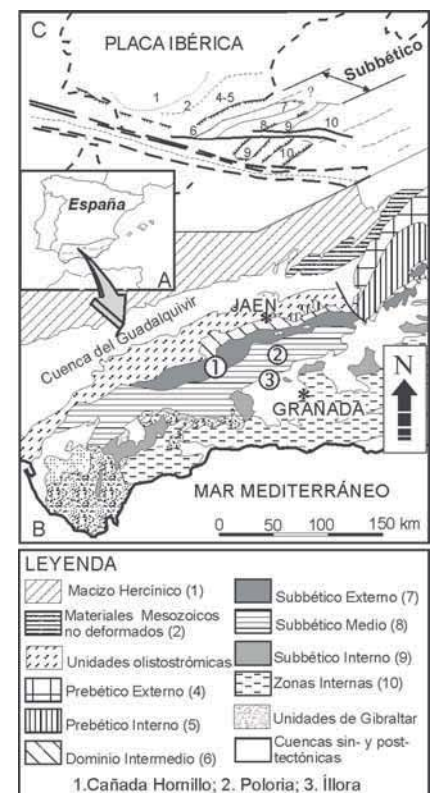 C
PLACA IBÉRICA
Subbético
1
2
4-5
7
?
6
8
9
10
9
10
España
A
Cuenca del Guadalquivir
JAEN
1
2
3
GRANADA
N
MAR MEDITERRÁNEO
B
0 50 100 150 km
LEYENDA
Macizo Hercínico (1)
Materiales Mesozoicos
no deformados (2)
Unidades olistostrómicas
Prebético Externo (4)
Prebético Interno (5)
Dominio Intermedio (6)
Subbético Externo (7)
Subbético Medio (8)
Subbético Interno (9)
Zonas Internas (10)
Unidades de Gibraltar
Cuencas sin- y post-
tectónicas
1.Cañada Hornillo; 2. Poloria; 3. Íllora